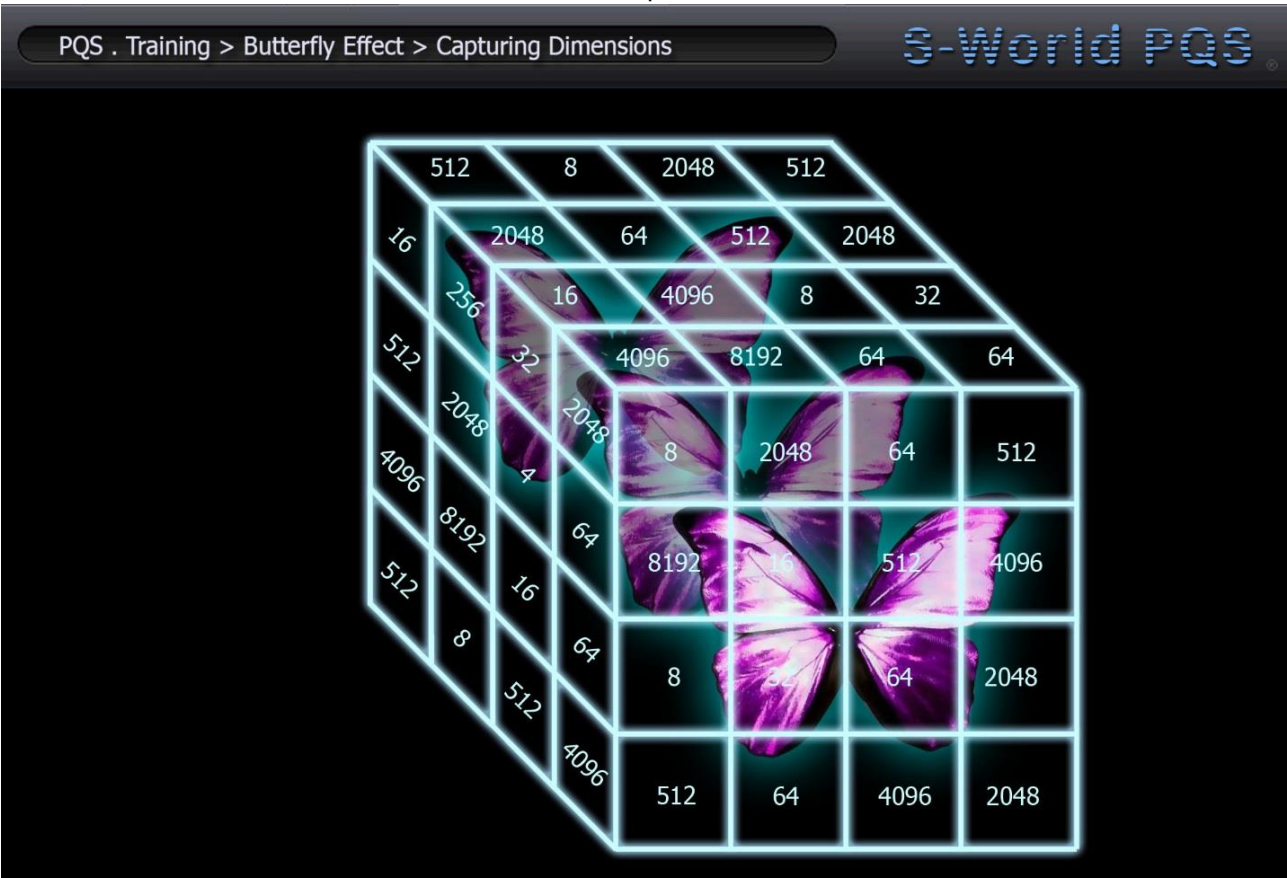 PQS . Training > Butterfly Effect > Capturing Dimensions
S-World PQS ®
512 8 2048 512
2048 64 512 2048
16 4096 8 32
4096 8192 64 64
16 256 32 2048
512 2048 4 64
4096 8192 16 64
512 8 512 4096
8 2048 64 512
8192 16 512 4096
8 32 64 2048
512 64 4096 2048